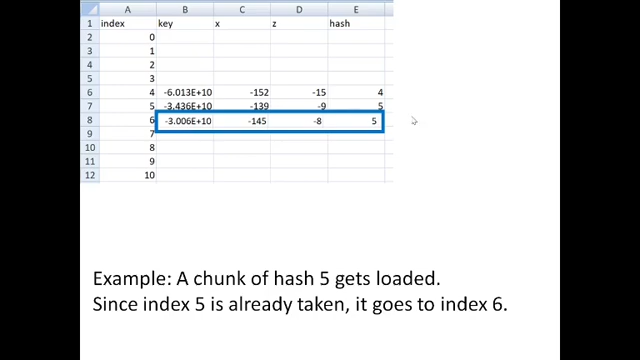 A B C D E
1 index key x z hash
2 0
3 1
4 2
5 3
6 4 -6.013E+10 -152 -15 4
7 5 -3.436E+10 -139 -9 5
8 6 -3.006E+10 -145 -8 5
9 7
10 8
11 9
12 10
Example: A chunk of hash 5 gets loaded.
Since index 5 is already taken, it goes to index 6.